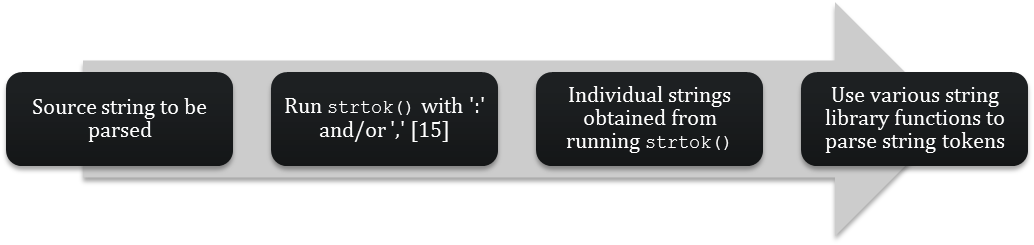 Source string to be
parsed
Run strtok() with ':'
and/or ',' [15]
Individual strings
obtained from
running strtok()
Use various string
library functions to
parse string tokens